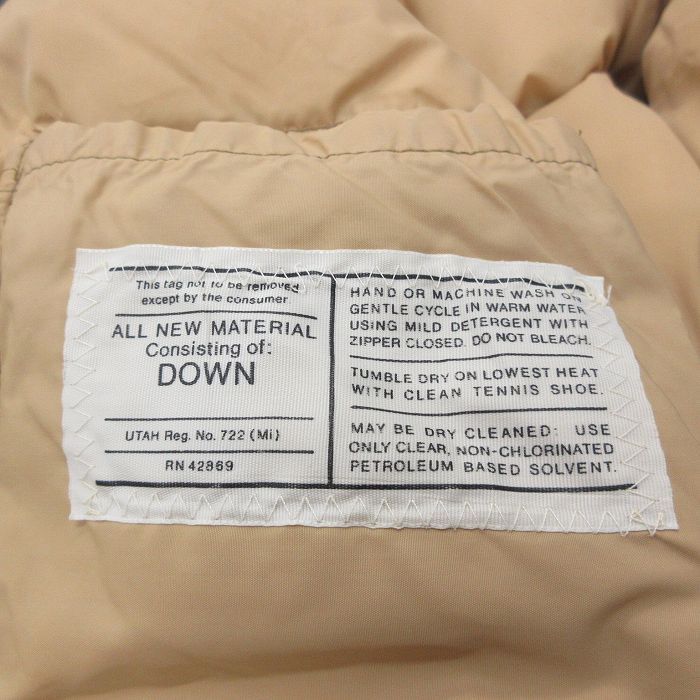 This tag not to be removed
except by the consumer
ALL NEW MATERIAL
Consisting of:
DOWN
UTAH Reg. No. 722 (Mi)
RN 42869
HAND OR MACHINE WASH ON
GENTLE CYCLE IN WARM WATER
USING MILD DETERGENT WITH
ZIPPER CLOSED. DO NOT BLEACH.
TUMBLE DRY ON LOWEST HEAT
WITH CLEAN TENNIS SHOE.
MAY BE DRY CLEANED: USE
ONLY CLEAR, NON-CHLORINATED
PETROLEUM BASED SOLVENT.